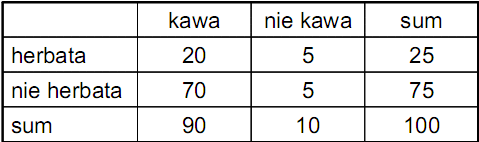 kawa nie kawa sum
herbata 20 5 25
nie herbata 70 5 75
sum 90 10 100